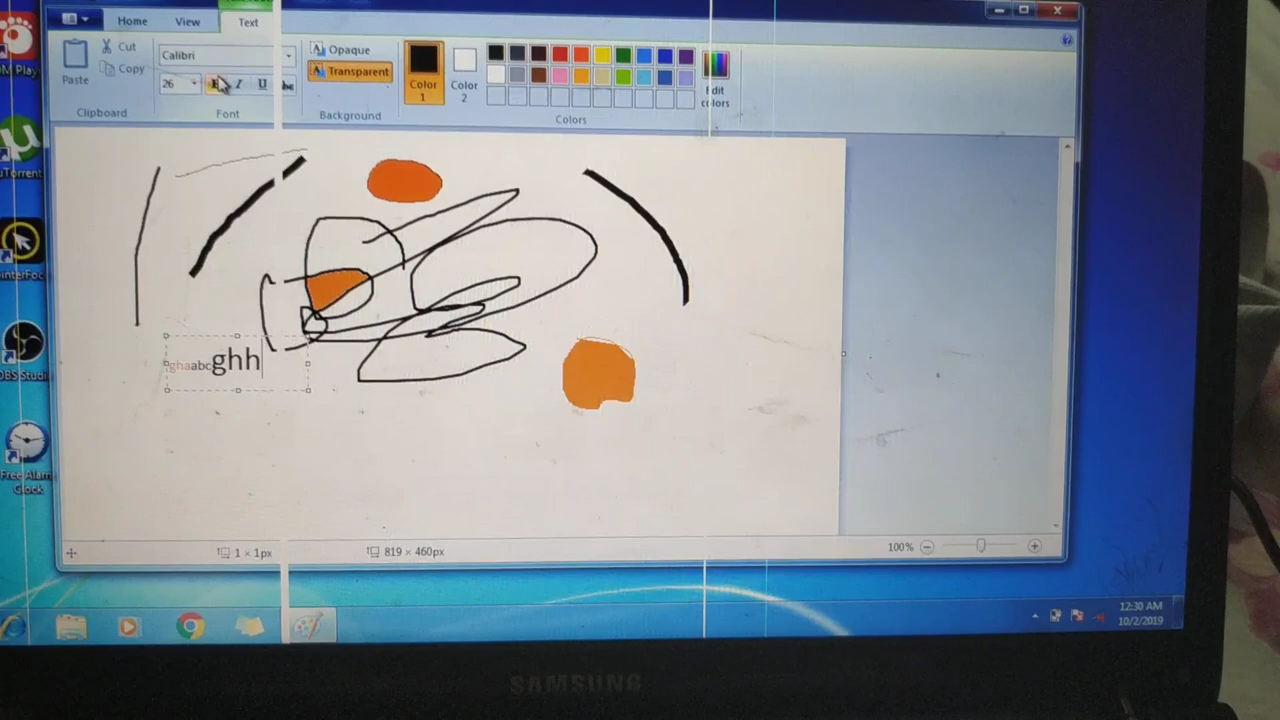 Home View Text
Cut
Copy
Paste
Clipboard
Calibri
26
Font
Opaque
Transparent
Background
Color
1
Color
2
Edit
colors
Colors
ghaabcghh
1 × 1px
819 × 460px
100%
12:30 AM
10/2/2019
SAMSUNG